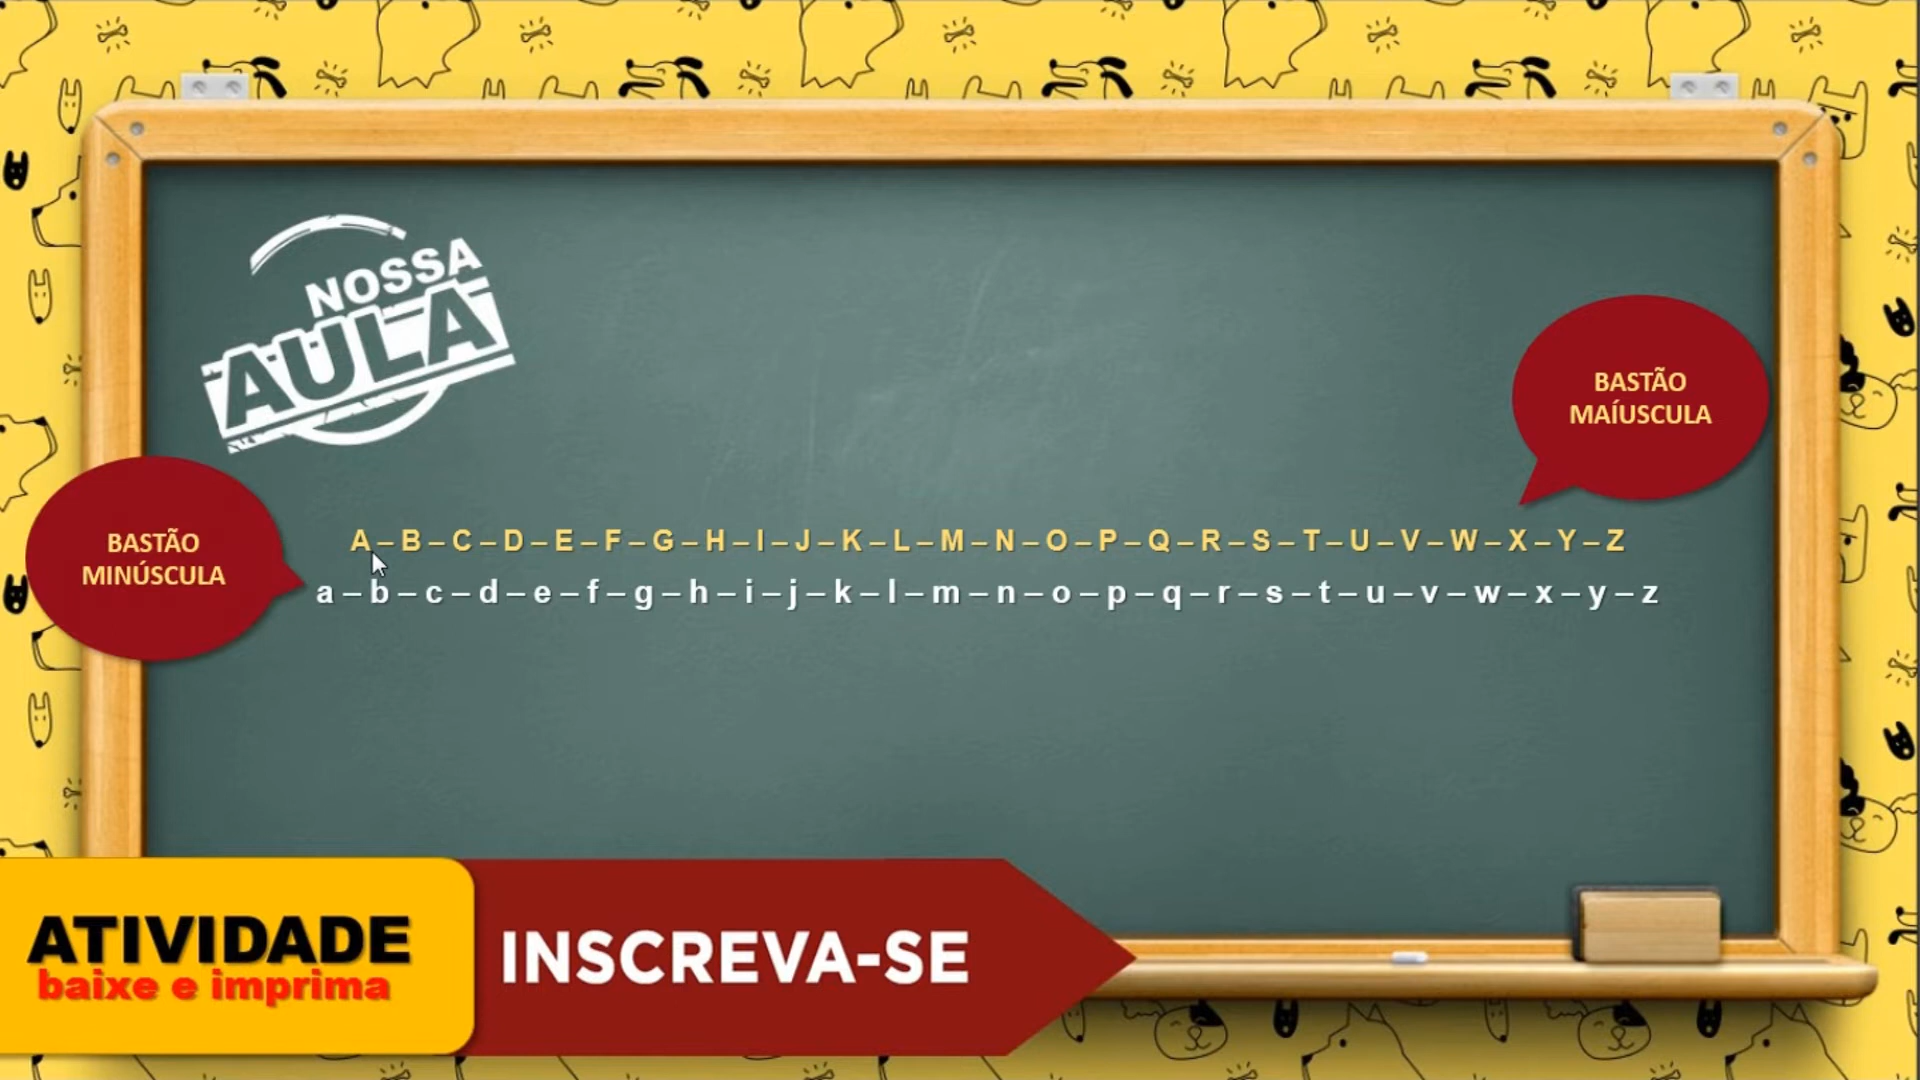 NOSSA
AULA
BASTÃO
MAÍUSCULA
BASTÃO
MINÚSCULA
A – B – C – D – E – F – G – H – I – J – K – L – M – N – O – P – Q – R – S – T – U – V – W – X – Y – Z
a – b – c – d – e – f – g – h – i – j – k – l – m – n – o – p – q – r – s – t – u – v – w – x – y – z
ATIVIDADE
baixe e imprima
INSCREVA-SE